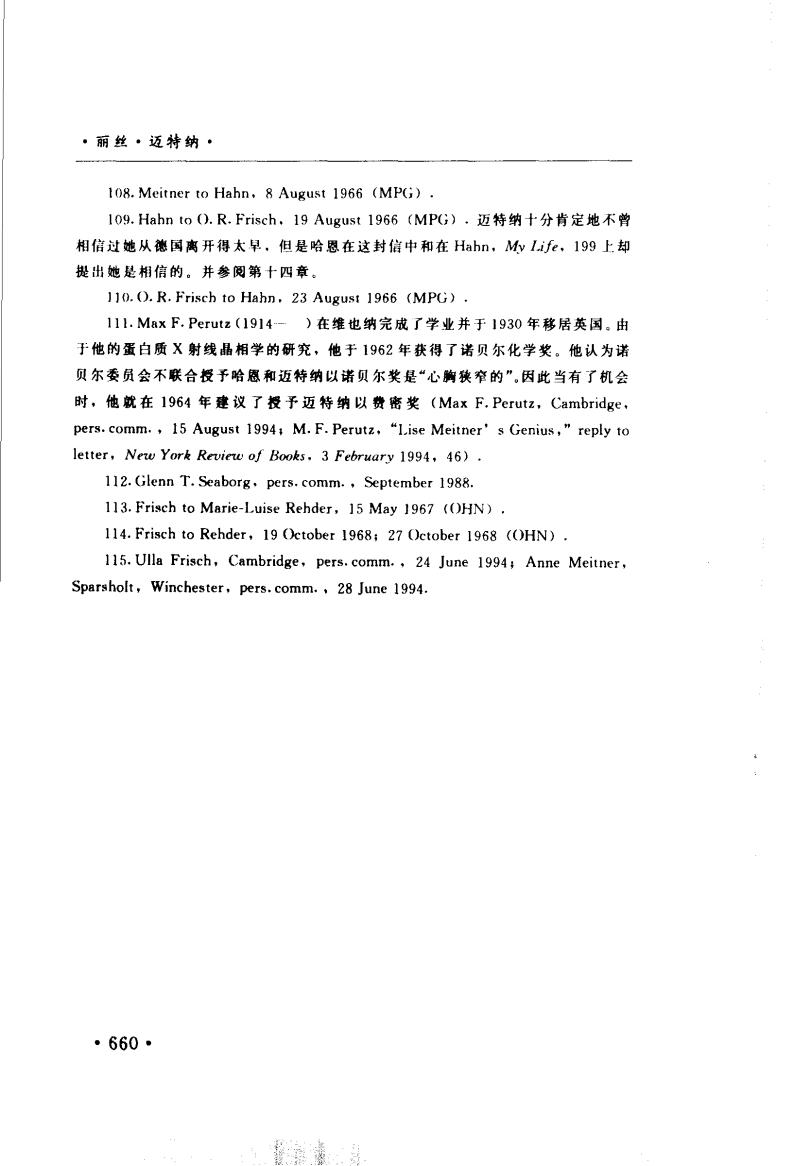 ·丽丝·迈特纳·
108. Meitner to Hahn, 8 August 1966 (MPG).
109. Hahn to O. R. Frisch, 19 August 1966 (MPG). 迈特纳十分肯定地不曾
相信过她从德国离开得太早，但是哈恩在这封信中和在 Hahn, My Life, 199 上却
提出她是相信的。并参阅第十四章。
110. O. R. Frisch to Hahn, 23 August 1966 (MPG).
111. Max F. Perutz (1914— ) 在维也纳完成了学业并于 1930 年移居英国。由
于他的蛋白质 X 射线晶相学的研究，他于 1962 年获得了诺贝尔化学奖。他认为诺
贝尔委员会不联合授予哈恩和迈特纳以诺贝尔奖是“心胸狭窄的”。因此当有了机会
时，他就在 1964 年建议了授予迈特纳以费密奖 (Max F. Perutz, Cambridge,
pers. comm., 15 August 1994; M. F. Perutz, “Lise Meitner's Genius,” reply to
letter, New York Review of Books, 3 February 1994, 46).
112. Glenn T. Seaborg, pers. comm., September 1988.
113. Frisch to Marie-Luise Rehder, 15 May 1967 (OHN).
114. Frisch to Rehder, 19 October 1968; 27 October 1968 (OHN).
115. Ulla Frisch, Cambridge, pers. comm., 24 June 1994; Anne Meitner,
Sparsholt, Winchester, pers. comm., 28 June 1994.
·660·